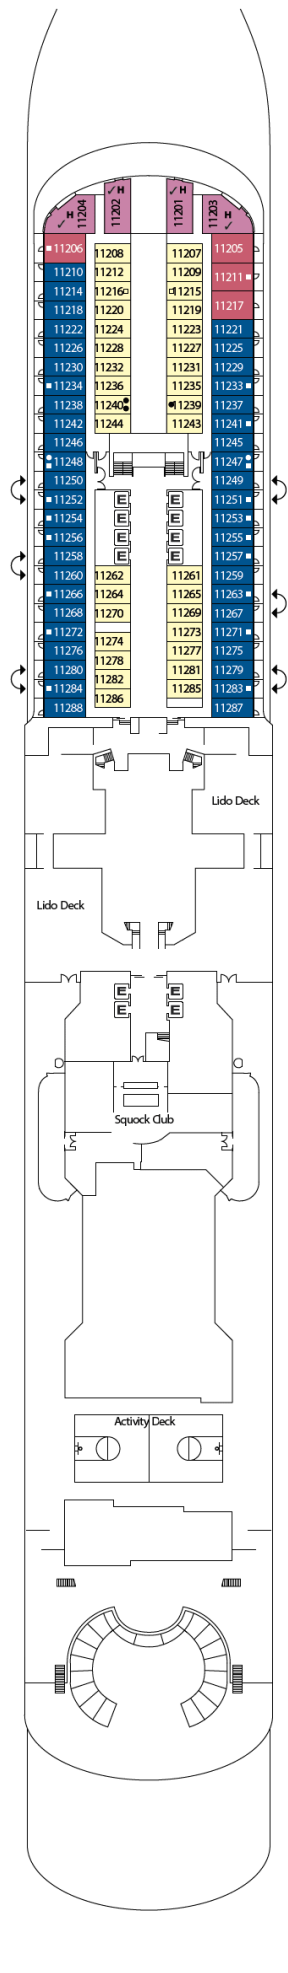 H H
11204 11202 11201 11203
H H
11206 11205
11208 11207
11210 11212 11209 11211
11214 11216 11215
11218 11220 11219 11217
11222 11224 11223 11221
11226 11228 11227 11225
11230 11232 11231 11229
11234 11236 11235 11233
11238 11240 11239 11237
11242 11244 11243 11241
11246 11245
11248 11247
11250 11249
11252 E E 11251
11254 E E 11253
11256 E E 11255
11258 E E 11257
11260 11262 11261 11259
11266 11264 11265 11263
11268 11270 11269 11267
11272 11274 11273 11271
11276 11278 11277 11275
11280 11282 11281 11279
11284 11286 11285 11283
11288 11287
Lido Deck
Lido Deck
E E
E E
Squock Club
Activity Deck